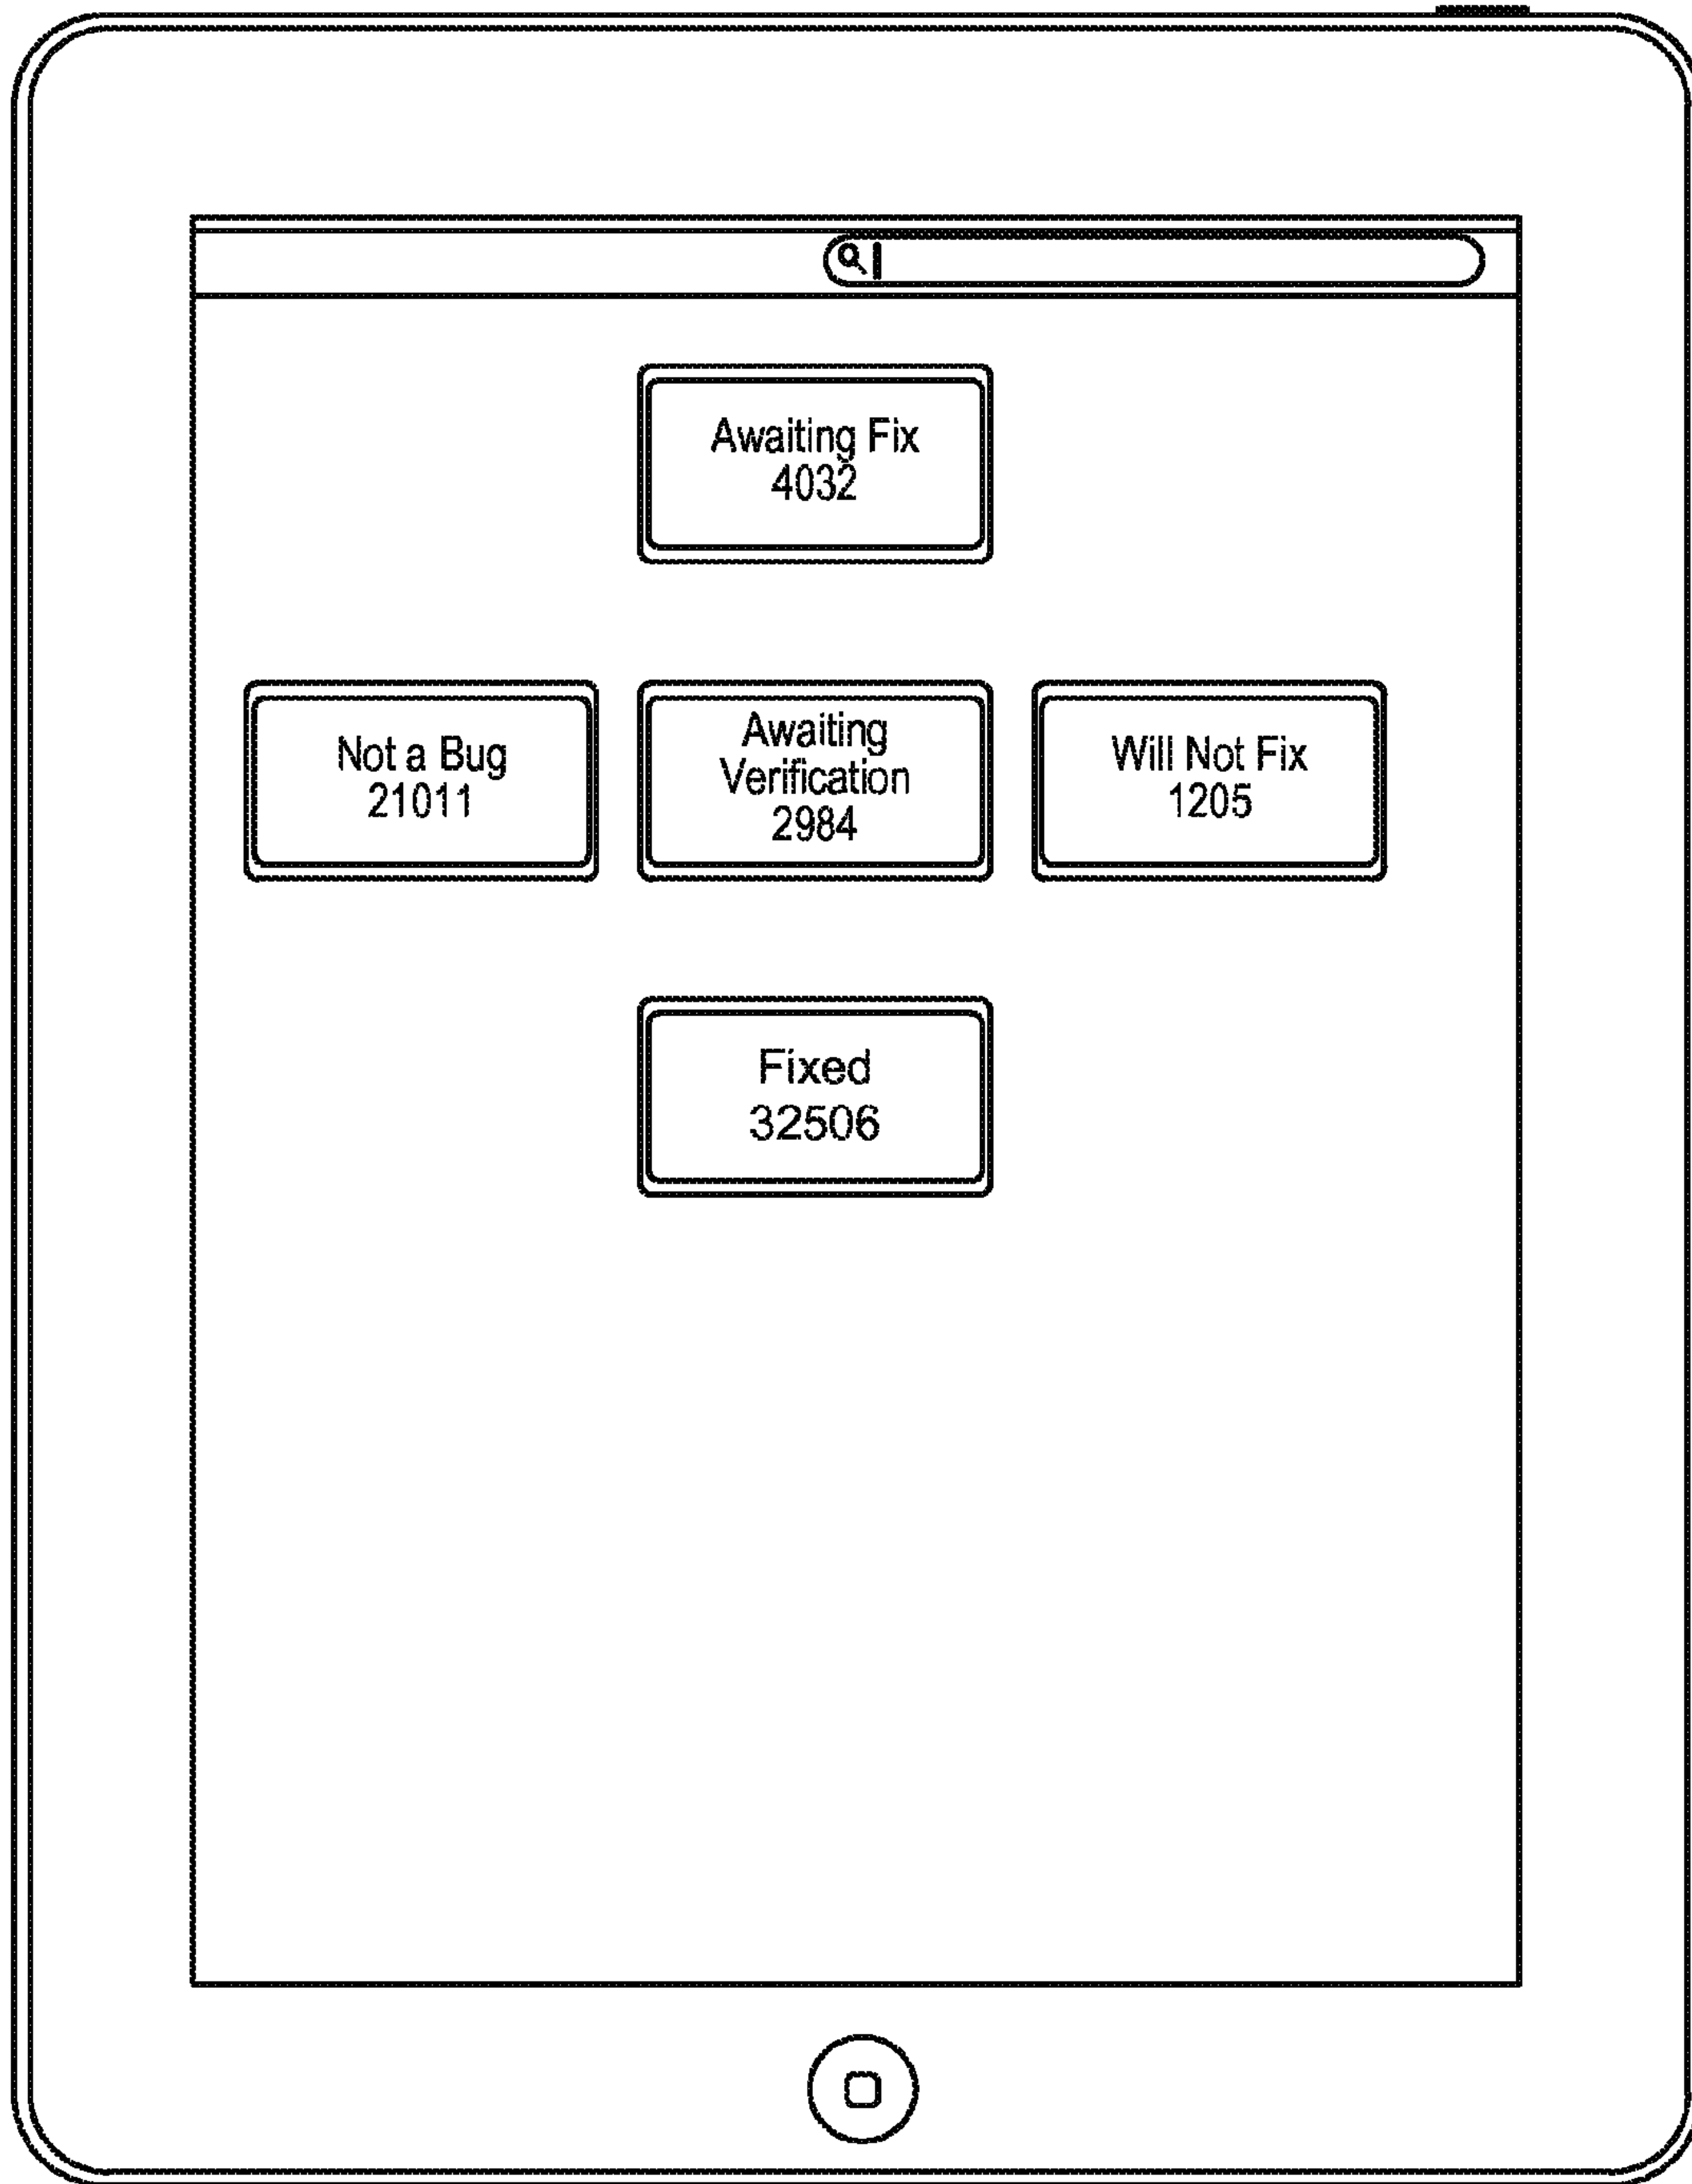 Awaiting Fix
4032
Not a Bug
21011
Awaiting
Verification
2984
Will Not Fix
1205
Fixed
32506